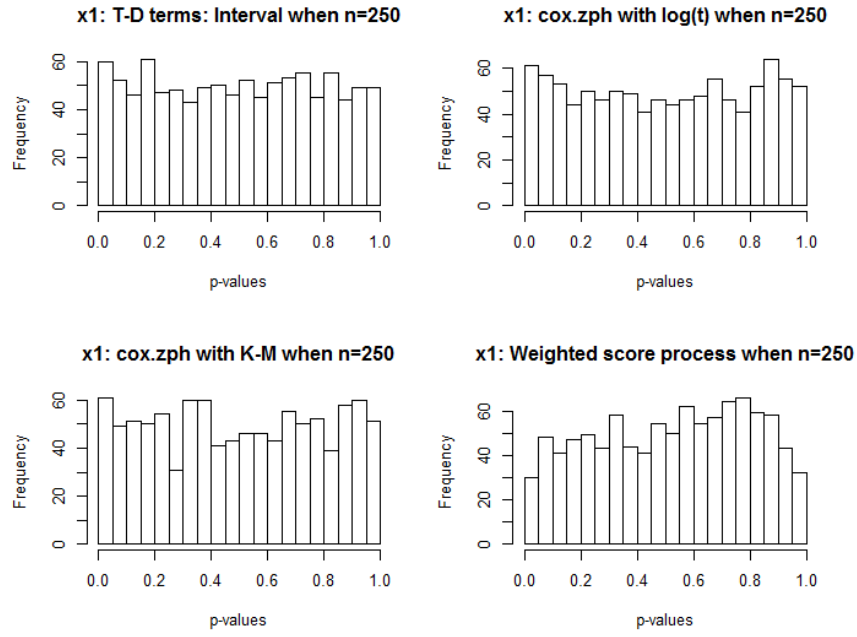 x1: T-D terms: Interval when n=250
Frequency
0 20 40 60
0.0 0.2 0.4 0.6 0.8 1.0
p-values
x1: cox.zph with log(t) when n=250
Frequency
0 20 40 60
0.0 0.2 0.4 0.6 0.8 1.0
p-values
x1: cox.zph with K-M when n=250
Frequency
0 20 40 60
0.0 0.2 0.4 0.6 0.8 1.0
p-values
x1: Weighted score process when n=250
Frequency
0 20 40 60
0.0 0.2 0.4 0.6 0.8 1.0
p-values